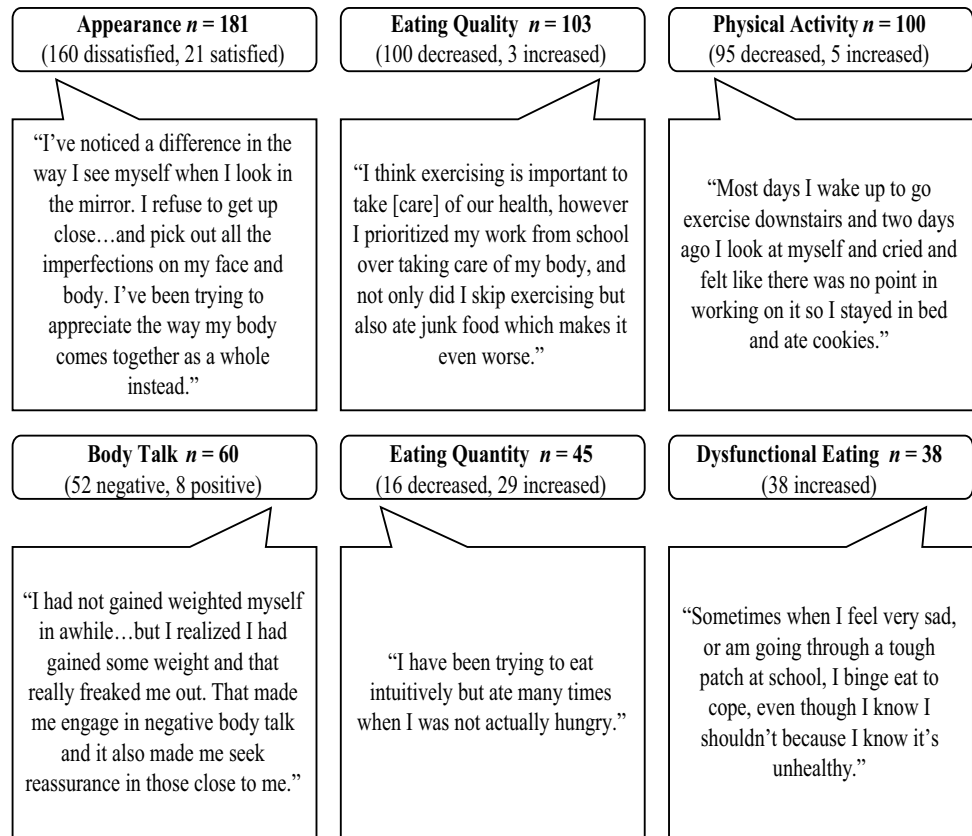 Appearance n = 181
(160 dissatisfied, 21 satisfied)
“I’ve noticed a difference in the
way I see myself when I look in
the mirror. I refuse to get up
close…and pick out all the
imperfections on my face and
body. I’ve been trying to
appreciate the way my body
comes together as a whole
instead.”
Eating Quality n = 103
(100 decreased, 3 increased)
“I think exercising is important to
take [care] of our health, however
I prioritized my work from school
over taking care of my body, and
not only did I skip exercising but
also ate junk food which makes it
even worse.”
Physical Activity n = 100
(95 decreased, 5 increased)
“Most days I wake up to go
exercise downstairs and two days
ago I look at myself and cried and
felt like there was no point in
working on it so I stayed in bed
and ate cookies.”
Body Talk n = 60
(52 negative, 8 positive)
“I had not gained weighted myself
in awhile…but I realized I had
gained some weight and that
really freaked me out. That made
me engage in negative body talk
and it also made me seek
reassurance in those close to me.”
Eating Quantity n = 45
(16 decreased, 29 increased)
“I have been trying to eat
intuitively but ate many times
when I was not actually hungry.”
Dysfunctional Eating n = 38
(38 increased)
“Sometimes when I feel very sad,
or am going through a tough
patch at school, I binge eat to
cope, even though I know I
shouldn’t because I know it’s
unhealthy.”